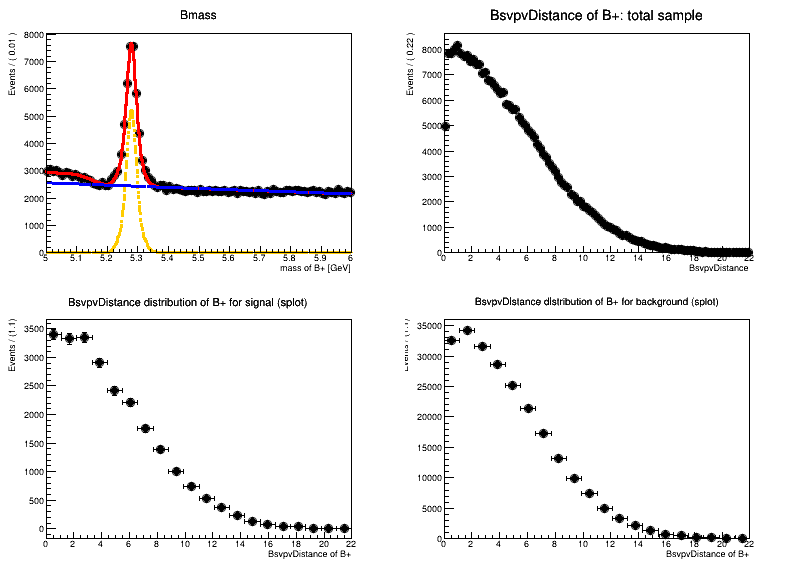 Bmass
Events / ( 0.01 )
8000
7000
6000
5000
4000
3000
2000
1000
0
5 5.1 5.2 5.3 5.4 5.5 5.6 5.7 5.8 5.9 6
mass of B+ [GeV]
BsvpvDistance of B+: total sample
Events / ( 0.22 )
8000
7000
6000
5000
4000
3000
2000
1000
0
0 2 4 6 8 10 12 14 16 18 20 22
BsvpvDistance
BsvpvDistance distribution of B+ for signal (splot)
Events / (1.1)
3500
3000
2500
2000
1500
1000
500
0
0 2 4 6 8 10 12 14 16 18 20 22
BsvpvDistance of B+
BsvpvDistance distribution of B+ for background (splot)
Events /
35000
30000
25000
20000
15000
10000
5000
0
0 2 4 6 8 10 12 14 16 18 20 22
BsvpvDistance of B+